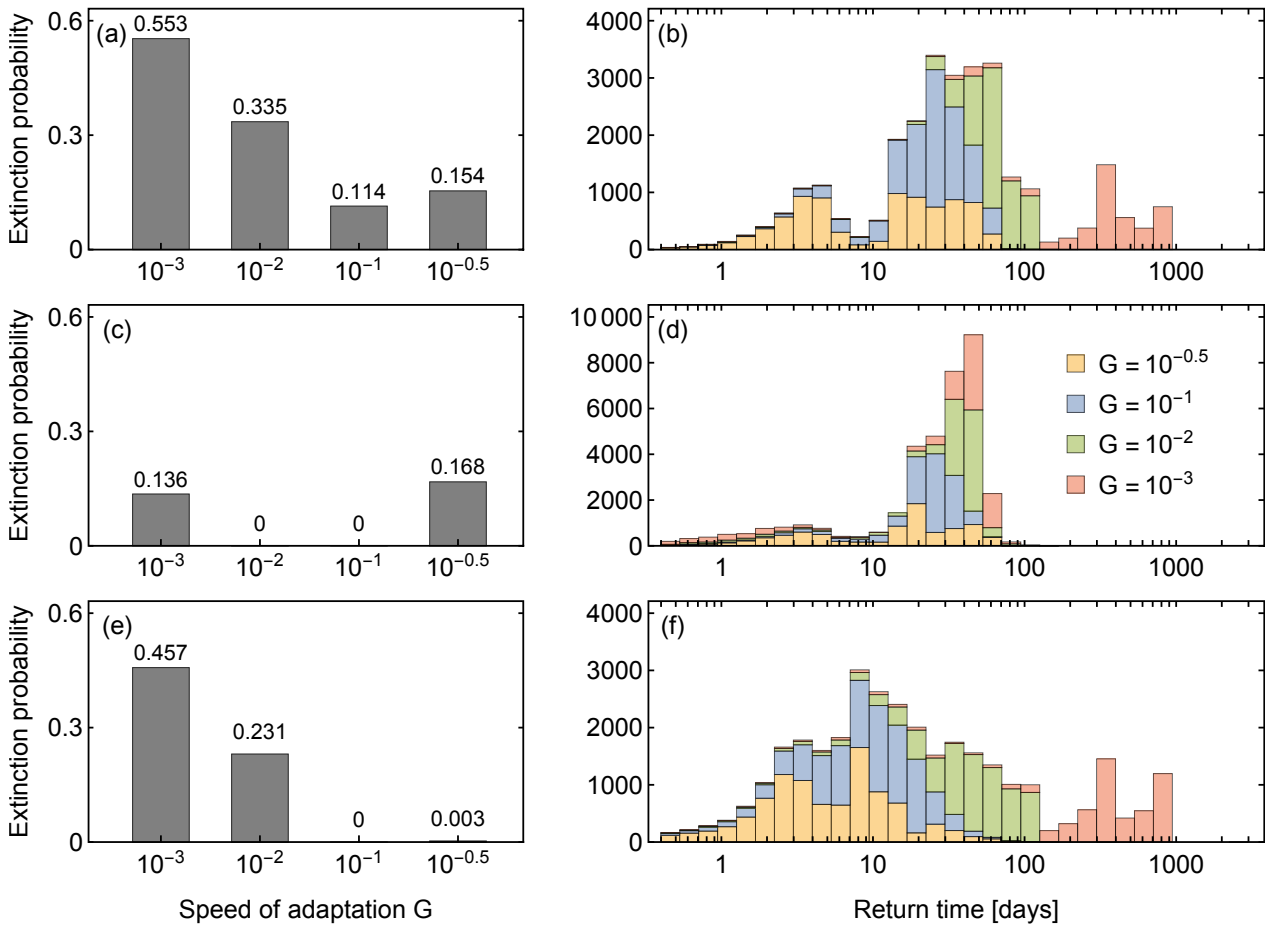 (a)
Extinction probability
0.6
0.3
0
0.553
0.335
0.114
0.154
10⁻³ 10⁻² 10⁻¹ 10⁻⁰·⁵
(b)
4000
3000
2000
1000
0
1 10 100 1000
(c)
Extinction probability
0.6
0.3
0
0.136
0
0
0.168
10⁻³ 10⁻² 10⁻¹ 10⁻⁰·⁵
(d)
10 000
8000
6000
4000
2000
0
G = 10⁻⁰·⁵
G = 10⁻¹
G = 10⁻²
G = 10⁻³
1 10 100 1000
(e)
Extinction probability
0.6
0.3
0
0.457
0.231
0
0.003
10⁻³ 10⁻² 10⁻¹ 10⁻⁰·⁵
Speed of adaptation G
(f)
4000
3000
2000
1000
0
1 10 100 1000
Return time [days]